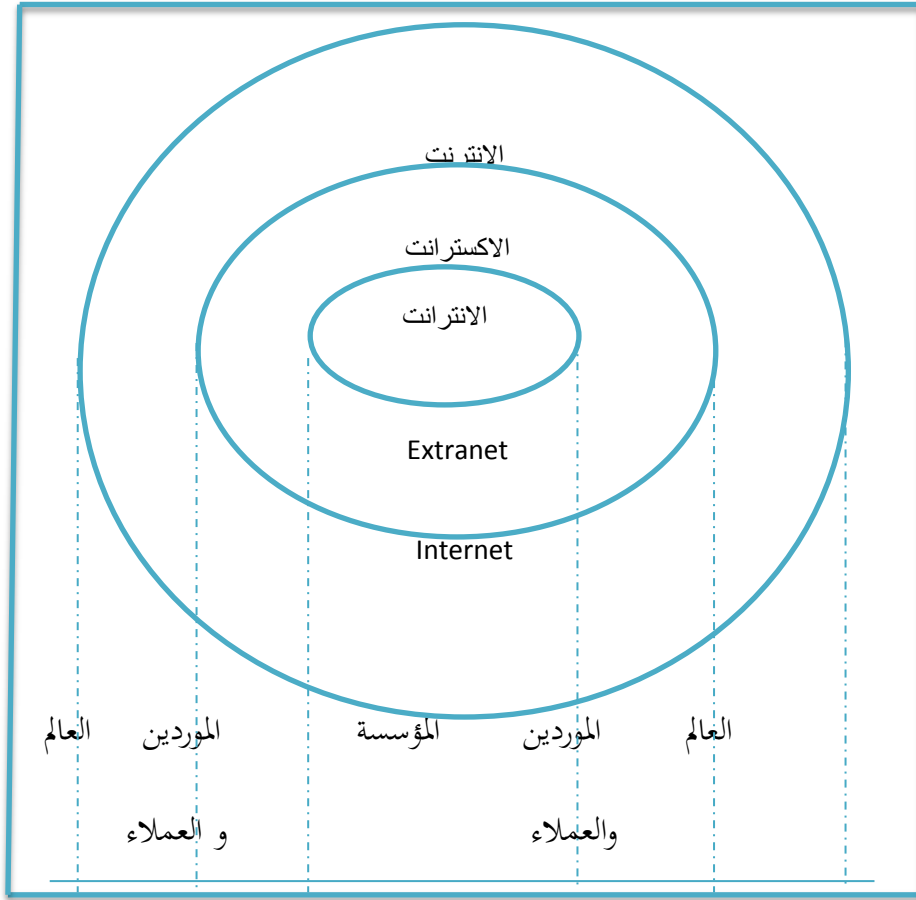 الانترنت
الاكسترانت
الانترانت
Extranet
Internet
العالم الموردين المؤسسة الموردين العالم
والعملاء و العملاء